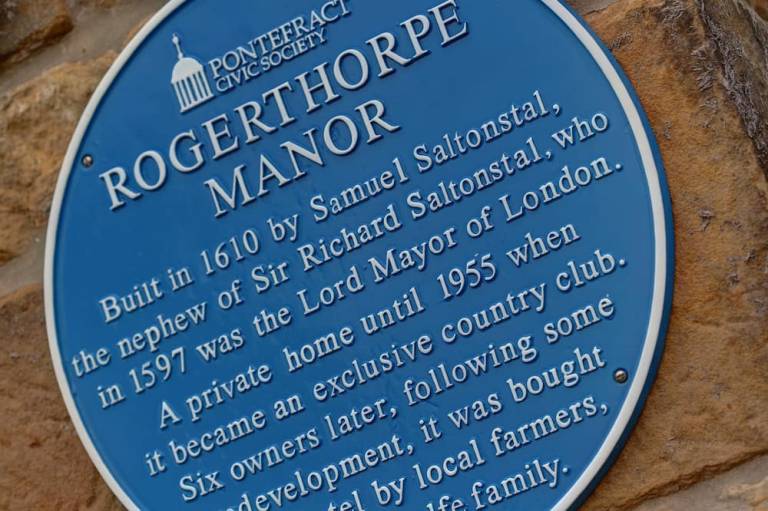 PONTEFRACT
CIVIC SOCIETY
ROGERTHORPE
MANOR
Built in 1610 by Samuel Saltonstal,
the nephew of Sir Richard Saltonstal, who
in 1597 was the Lord Mayor of London.
A private home until 1955 when
it became an exclusive country club.
Six owners later, following some
development, it was bought
by local farmers,
family.